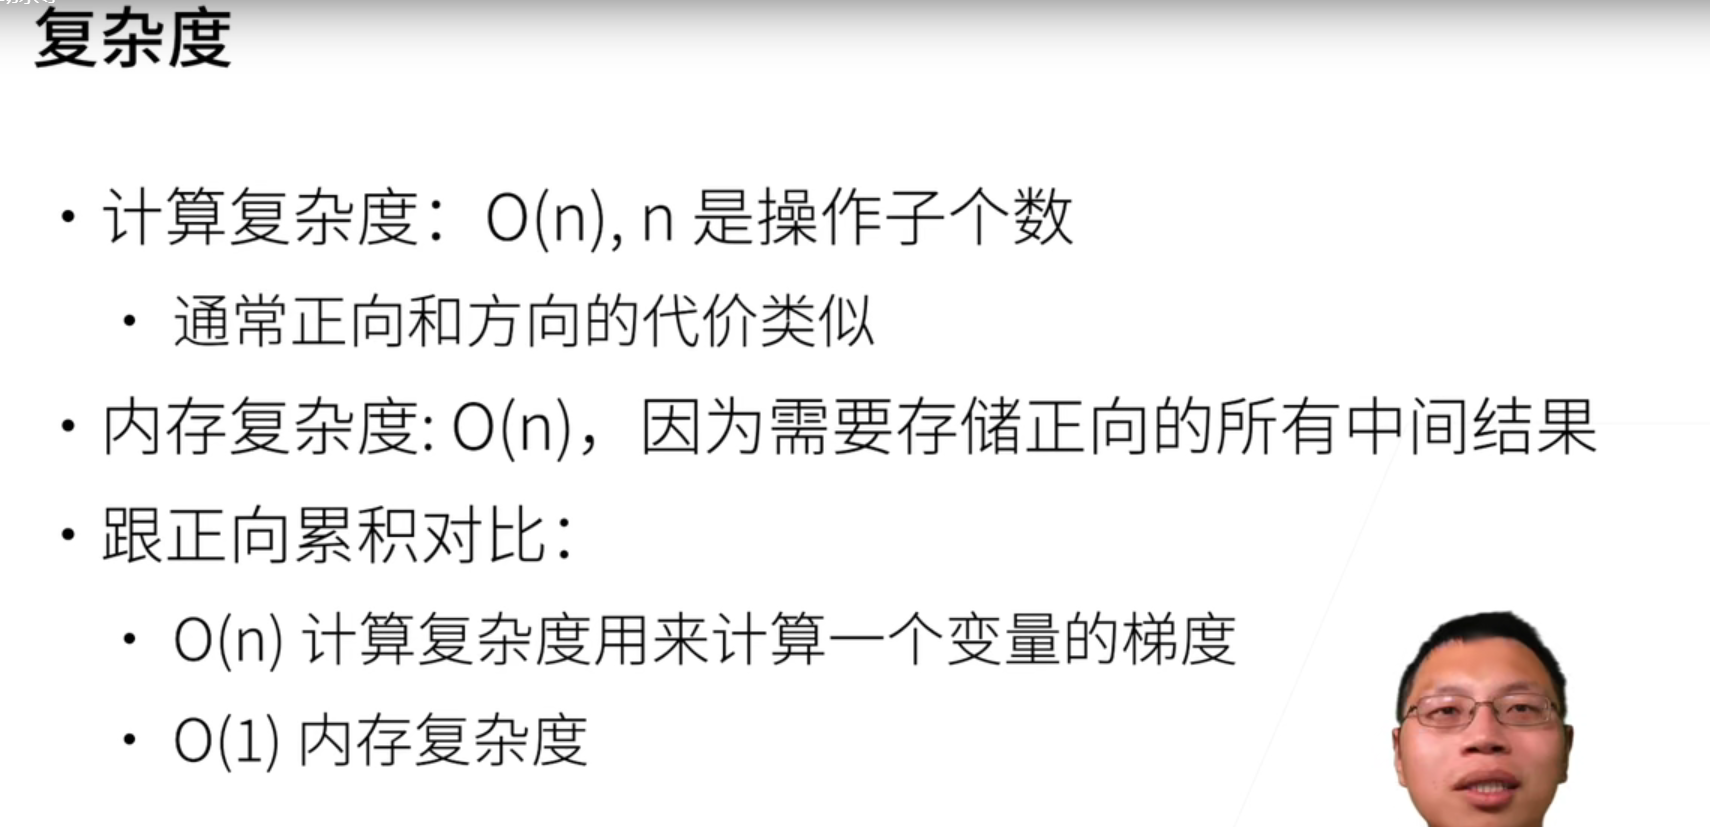 复杂度
• 计算复杂度：O(n), n 是操作子个数
• 通常正向和方向的代价类似
• 内存复杂度: O(n)，因为需要存储正向的所有中间结果
• 跟正向累积对比：
• O(n) 计算复杂度用来计算一个变量的梯度
• O(1) 内存复杂度